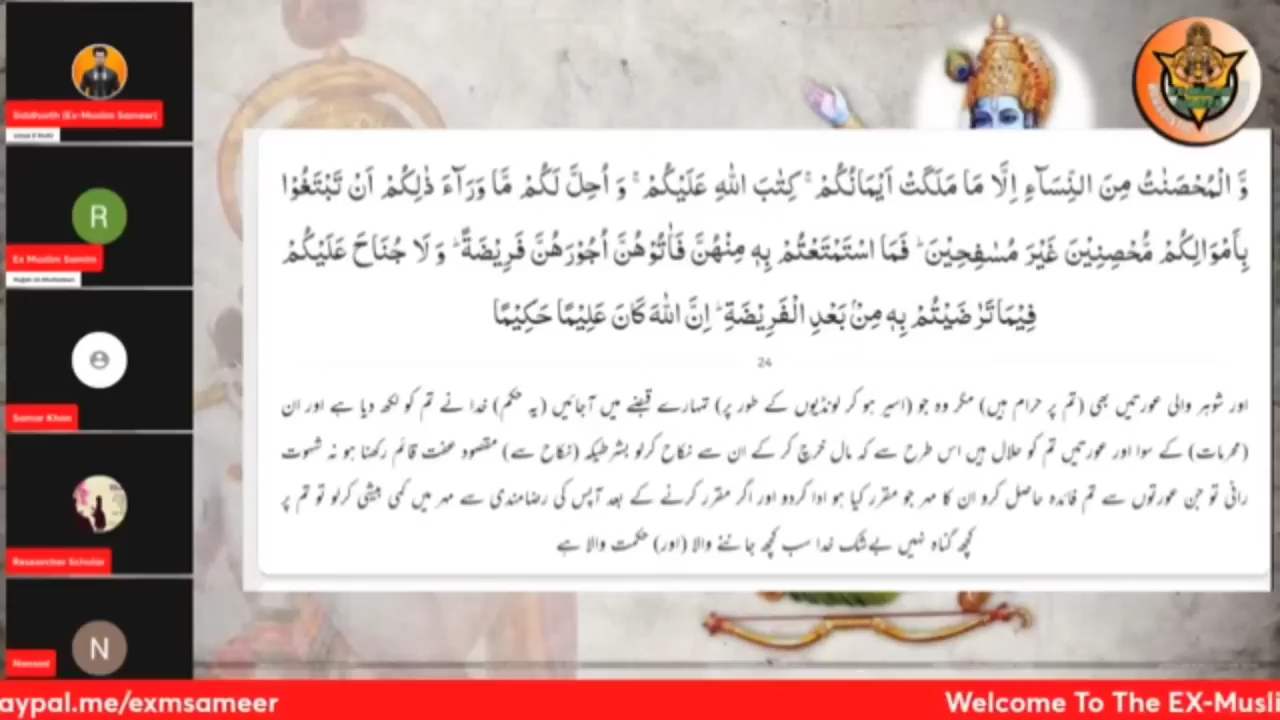 Siddharth (Ex-Muslim Sameer)
R
Ex Muslim Samim
Samar Khan
Researcher Scholar
N
Naveed
وَّ الْمُحْصَنٰتُ مِنَ النِّسَآءِ اِلَّا مَا مَلَكَتْ اَيْمَانُكُمْ ۚ كِتٰبَ اللّٰهِ عَلَيْكُمْ ۚ وَ اُحِلَّ لَكُمْ مَّا وَرَآءَ ذٰلِكُمْ اَنْ تَبْتَغُوْا
بِاَمْوَالِكُمْ مُّحْصِنِيْنَ غَيْرَ مُسٰفِحِيْنَ ؕ فَمَا اسْتَمْتَعْتُمْ بِهٖ مِنْهُنَّ فَاٰتُوْهُنَّ اُجُوْرَهُنَّ فَرِيْضَةً ؕ وَ لَا جُنَاحَ عَلَيْكُمْ
فِيْمَا تَرٰضَيْتُمْ بِهٖ مِنْۢ بَعْدِ الْفَرِيْضَةِ ؕ اِنَّ اللّٰهَ كَانَ عَلِيْمًا حَكِيْمًا
24
اور شوہر والی عورتیں بھی (تم پر حرام ہیں) مگر وہ جو (اسیر ہو کر لونڈیوں کے طور پر) تمہارے قبضے میں آجائیں (یہ حکم) خدا نے تم کو لکھ دیا ہے اور ان
(محرمات) کے سوا اور عورتیں تم کو حلال ہیں اس طرح سے کہ مال خرچ کر کے ان سے نکاح کرلو بشرطیکہ (نکاح سے) مقصود عفت قائم رکھنا ہو نہ شہوت
رانی تو جن عورتوں سے تم فائدہ حاصل کرو ان کا مہر جو مقرر کیا ہو ادا کردو اور اگر مقرر کرنے کے بعد آپس کی رضامندی سے مہر میں کمی بیشی کرلو تو تم پر
کچھ گناہ نہیں بےشک خدا سب کچھ جاننے والا (اور) حکمت والا ہے
aypal.me/exmsameer
Welcome To The EX-Musli